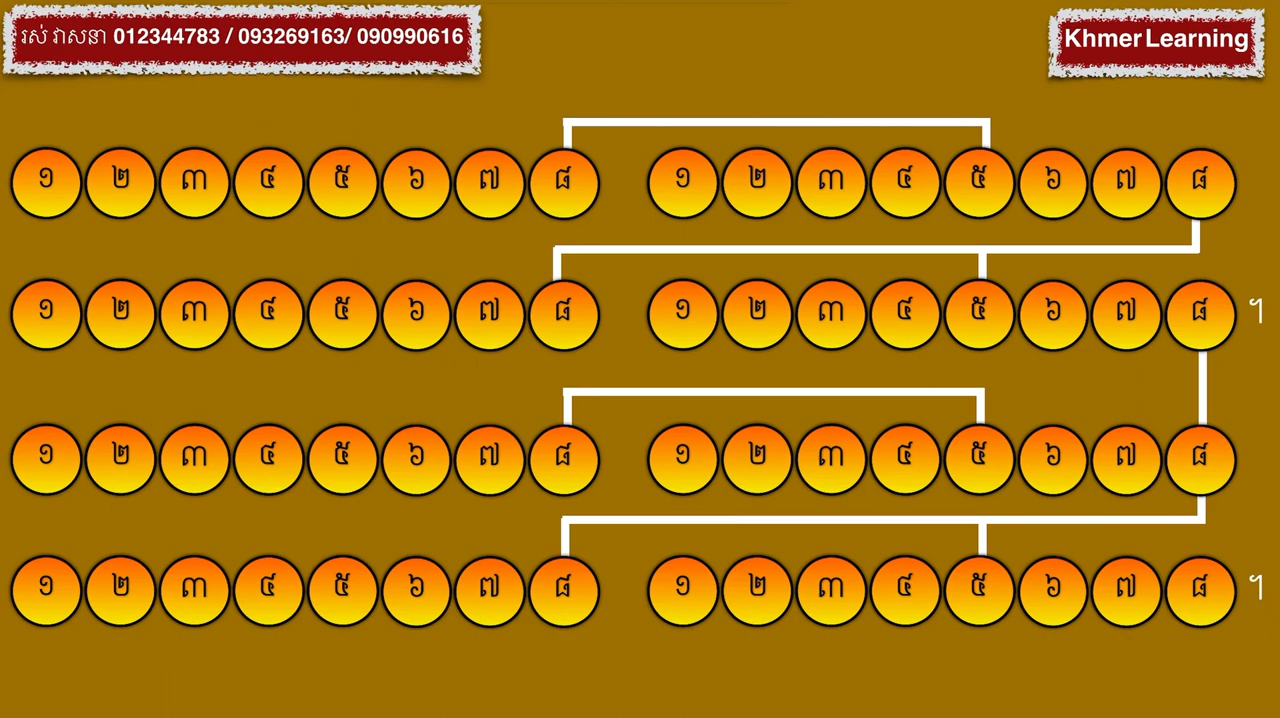 រស់ វាសនា 012344783 / 093269163/ 090990616
Khmer Learning
១ ២ ៣ ៤ ៥ ៦ ៧ ៨ ១ ២ ៣ ៤ ៥ ៦ ៧ ៨
១ ២ ៣ ៤ ៥ ៦ ៧ ៨ ១ ២ ៣ ៤ ៥ ៦ ៧ ៨ ។
១ ២ ៣ ៤ ៥ ៦ ៧ ៨ ១ ២ ៣ ៤ ៥ ៦ ៧ ៨
១ ២ ៣ ៤ ៥ ៦ ៧ ៨ ១ ២ ៣ ៤ ៥ ៦ ៧ ៨ ។